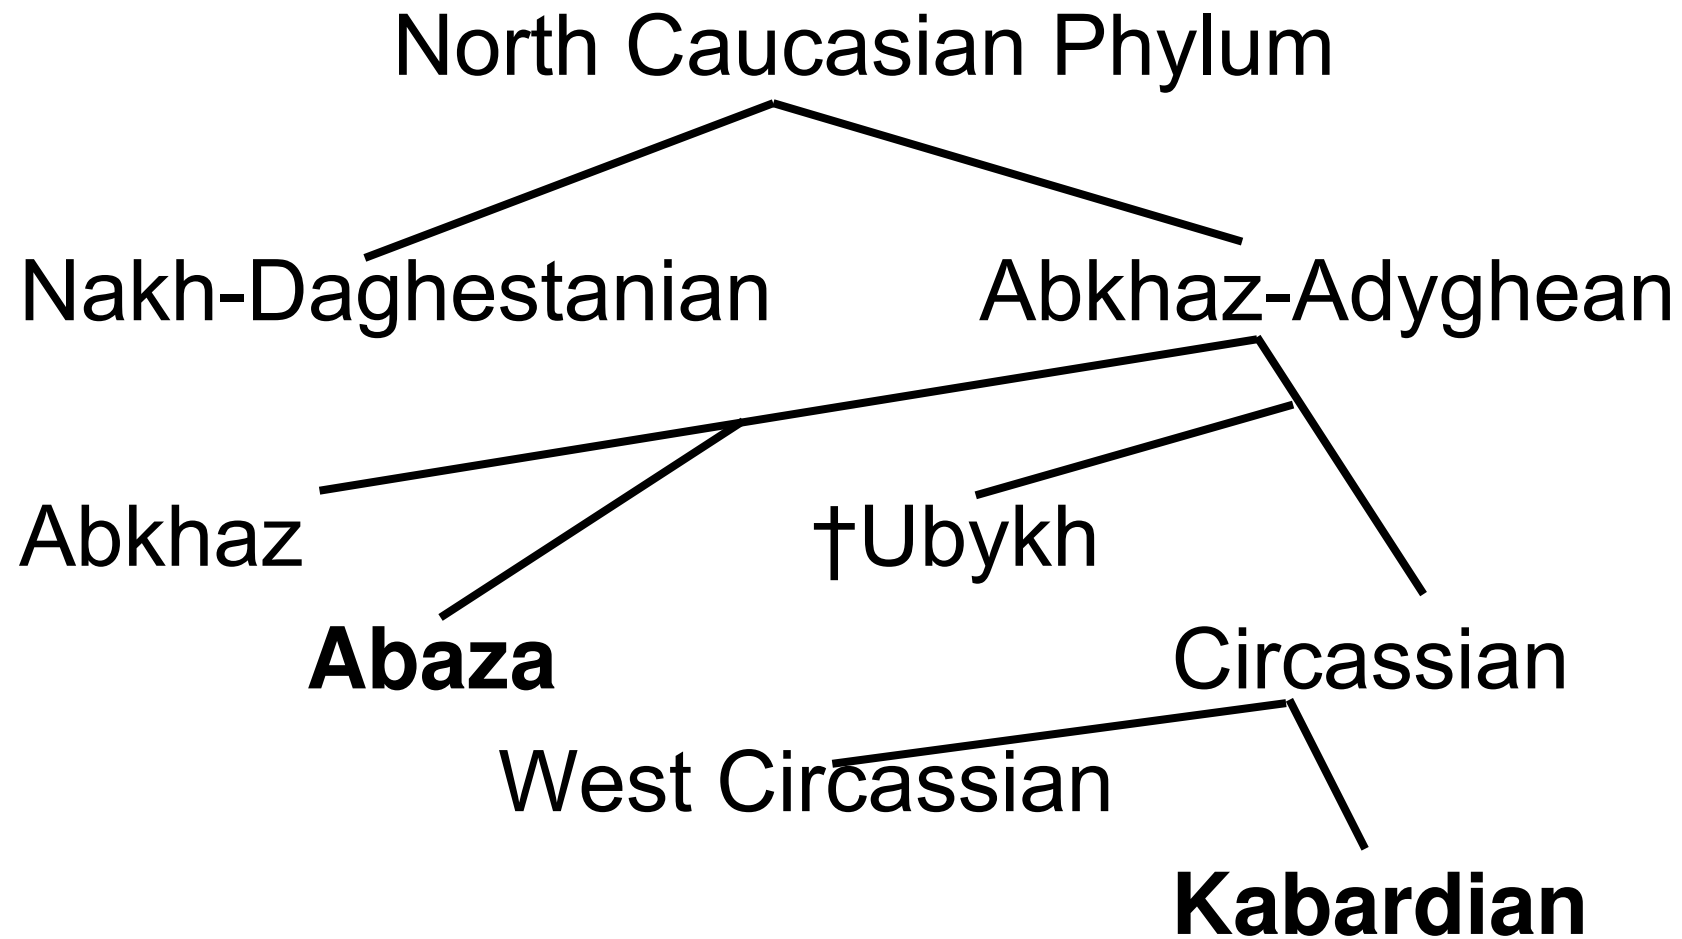 North Caucasian Phylum
Nakh-Daghestanian
Abkhaz-Adyghean
Abkhaz
†Ubykh
Abaza
Circassian
West Circassian
Kabardian